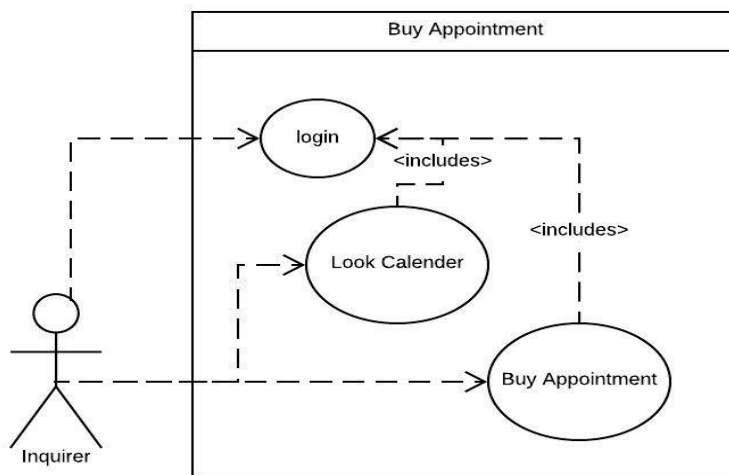 Buy Appointment
login
<includes>
Look Calender
<includes>
Buy Appointment
Inquirer